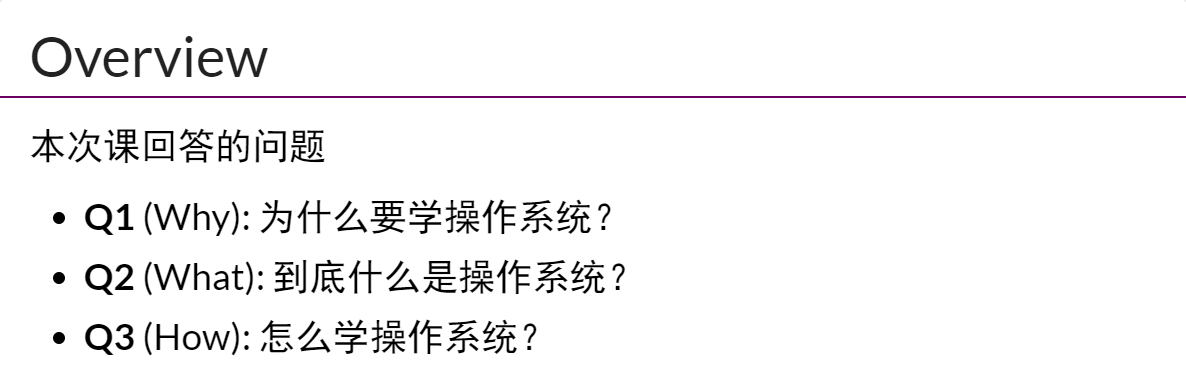 Overview
本次课回答的问题
• Q1 (Why): 为什么要学操作系统？
• Q2 (What): 到底什么是操作系统？
• Q3 (How): 怎么学操作系统？